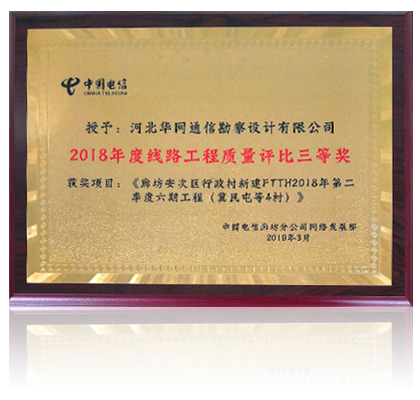 中国电信
CHINA TELECOM
授予：河北华网通信勘察设计有限公司
2018年度线路工程质量评比三等奖
获奖项目：《廊坊安次区行政村新建FTTH2018年第二
季度六期工程（冀民屯等4村）》
中国电信廊坊分公司网络发展部
2019年3月